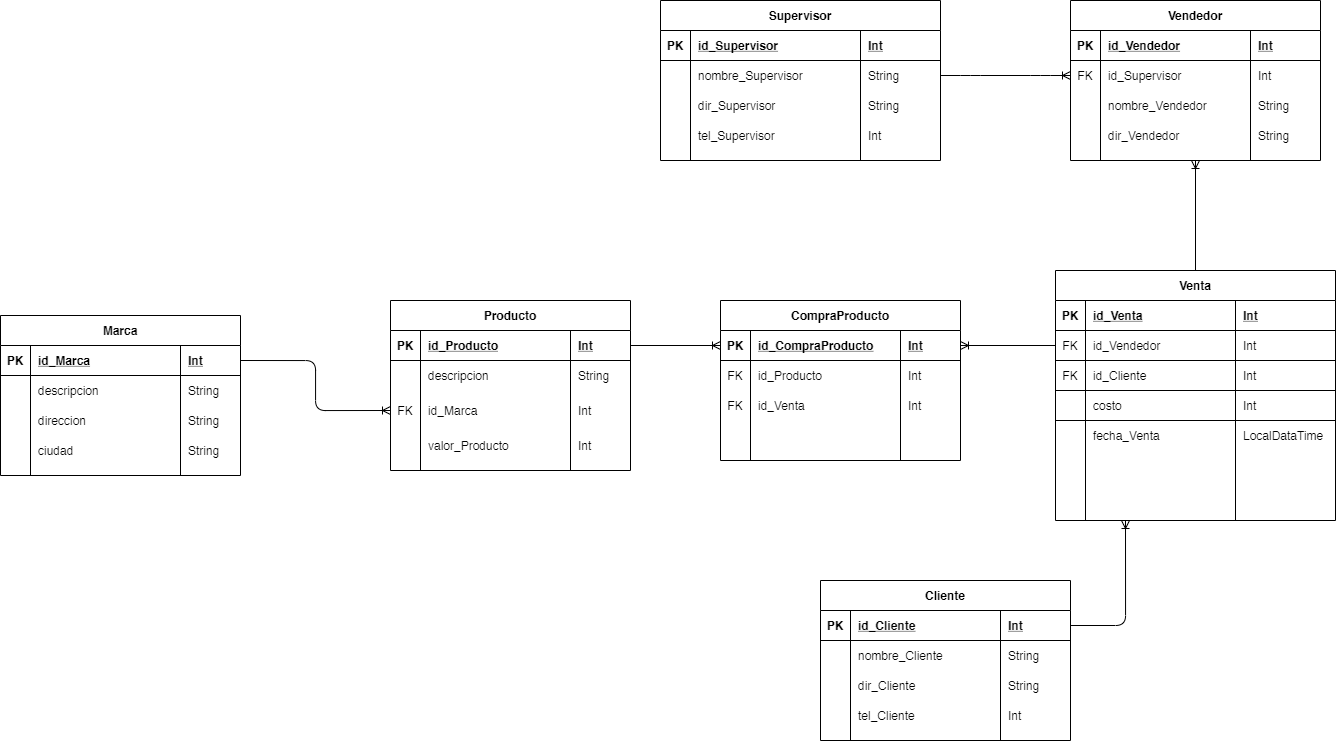 Supervisor
PK id_Supervisor Int
nombre_Supervisor String
dir_Supervisor String
tel_Supervisor Int
Vendedor
PK id_Vendedor Int
FK id_Supervisor Int
nombre_Vendedor String
dir_Vendedor String
Marca
PK id_Marca Int
descripcion String
direccion String
ciudad String
Producto
PK id_Producto Int
descripcion String
FK id_Marca Int
valor_Producto Int
CompraProducto
PK id_CompraProducto Int
FK id_Producto Int
FK id_Venta Int
Venta
PK id_Venta Int
FK id_Vendedor Int
FK id_Cliente Int
costo Int
fecha_Venta LocalDataTime
Cliente
PK id_Cliente Int
nombre_Cliente String
dir_Cliente String
tel_Cliente Int